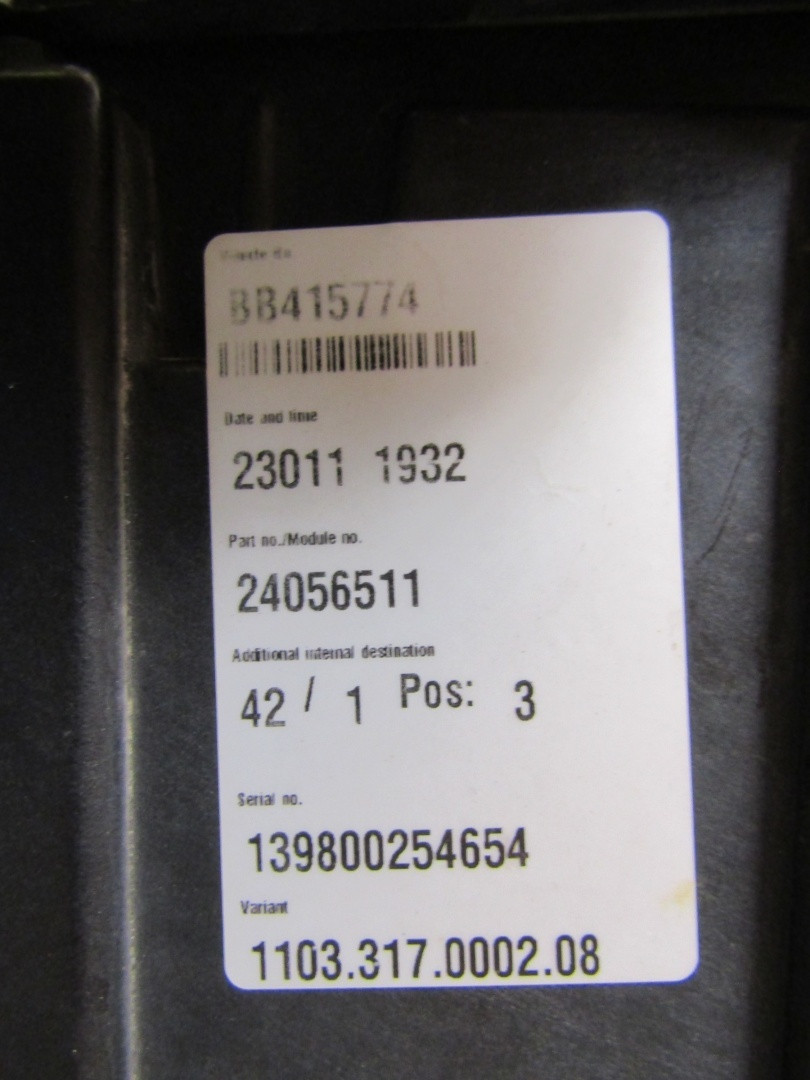 BB415774
Date and time
23011 1932
Part no./Module no.
24056511
Additional internal destination
42 / 1 Pos: 3
Serial no.
139800254654
Variant
1103.317.0002.08